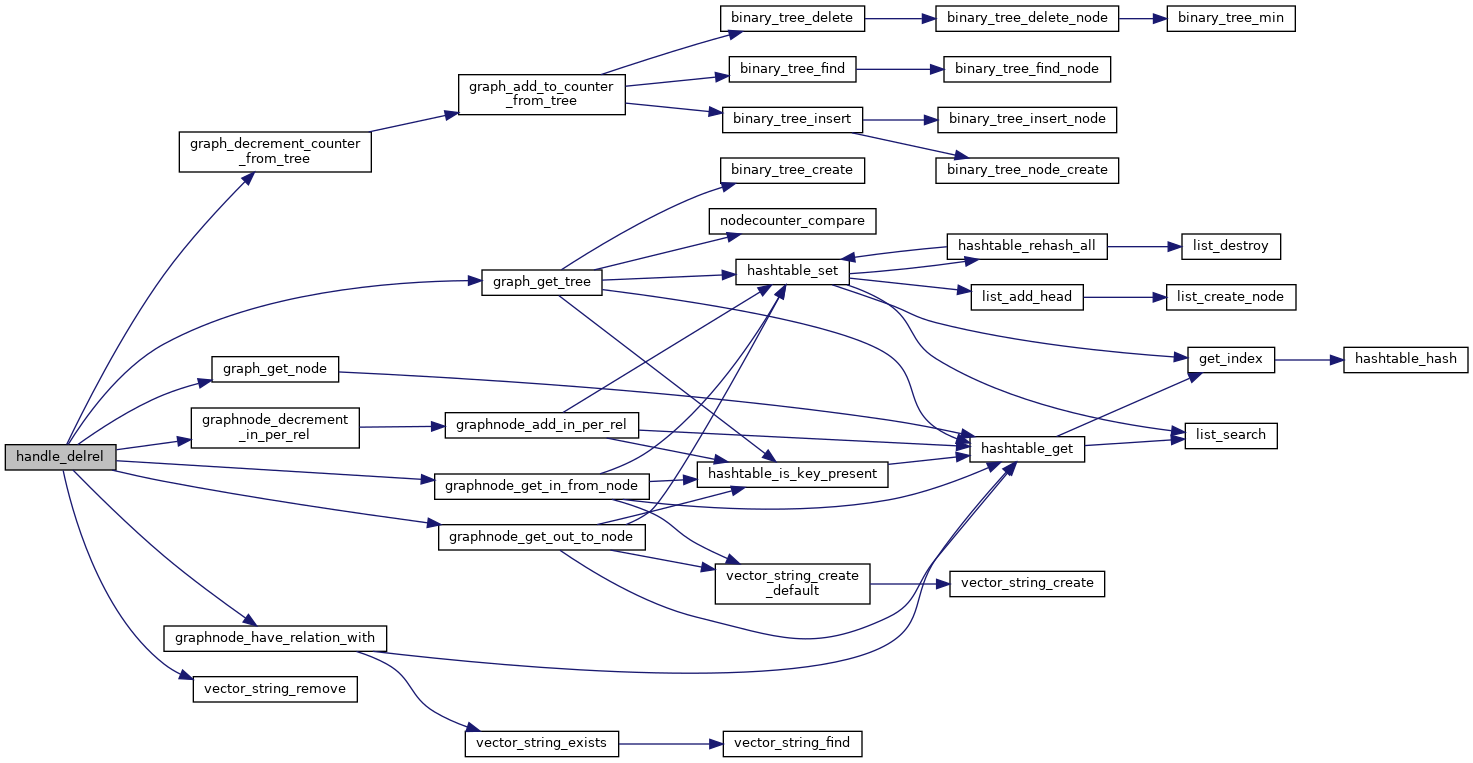 binary_tree_delete
binary_tree_delete_node
binary_tree_min
binary_tree_find
binary_tree_find_node
graph_add_to_counter
_from_tree
binary_tree_insert
binary_tree_insert_node
graph_decrement_counter
_from_tree
binary_tree_create
binary_tree_node_create
nodecounter_compare
hashtable_rehash_all
list_destroy
graph_get_tree
hashtable_set
list_add_head
list_create_node
graph_get_node
get_index
hashtable_hash
graphnode_decrement
_in_per_rel
graphnode_add_in_per_rel
list_search
handle_delrel
hashtable_get
hashtable_is_key_present
graphnode_get_in_from_node
graphnode_get_out_to_node
vector_string_create
_default
vector_string_create
graphnode_have_relation_with
vector_string_remove
vector_string_exists
vector_string_find